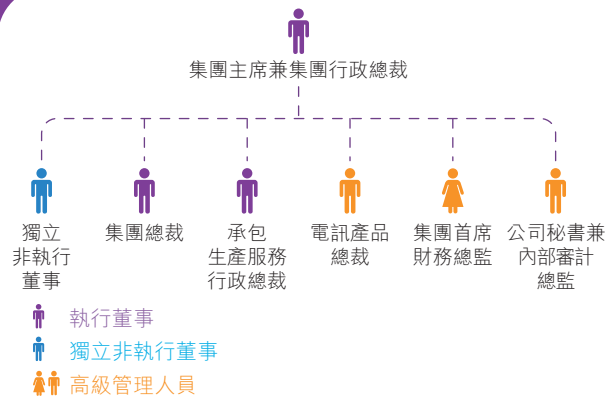 集團主席兼集團行政總裁
獨立
非執行
董事
集團總裁
承包
生產服務
行政總裁
電訊產品
總裁
集團首席
財務總監
公司秘書兼
內部審計
總監
執行董事
獨立非執行董事
高級管理人員